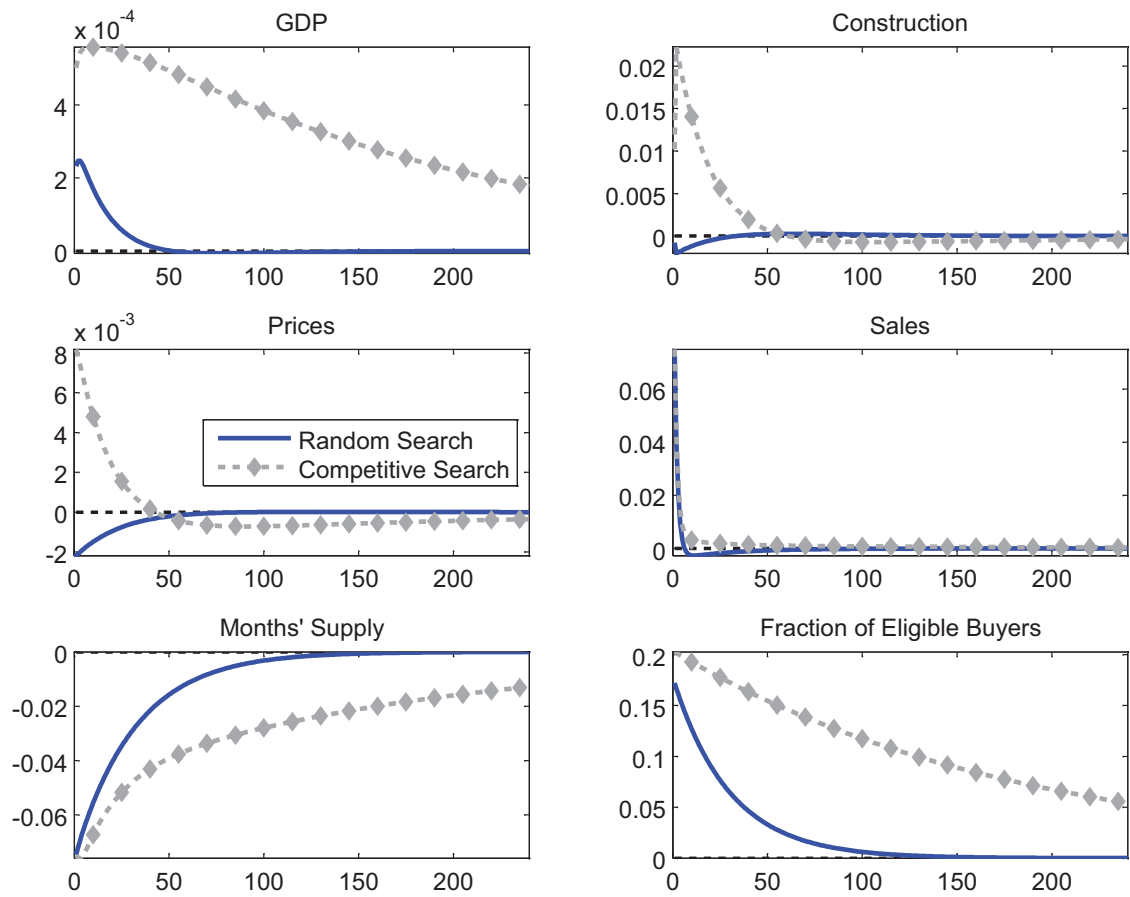 x 10^-4
GDP
4
2
0
0 50 100 150 200
Construction
0.02
0.015
0.01
0.005
0
0 50 100 150 200
x 10^-3
Prices
8
6
4
2
0
-2
0 50 100 150 200
Random Search
Competitive Search
Sales
0.06
0.04
0.02
0
0 50 100 150 200
Months' Supply
0
-0.02
-0.04
-0.06
0 50 100 150 200
Fraction of Eligible Buyers
0.2
0.15
0.1
0.05
0
0 50 100 150 200